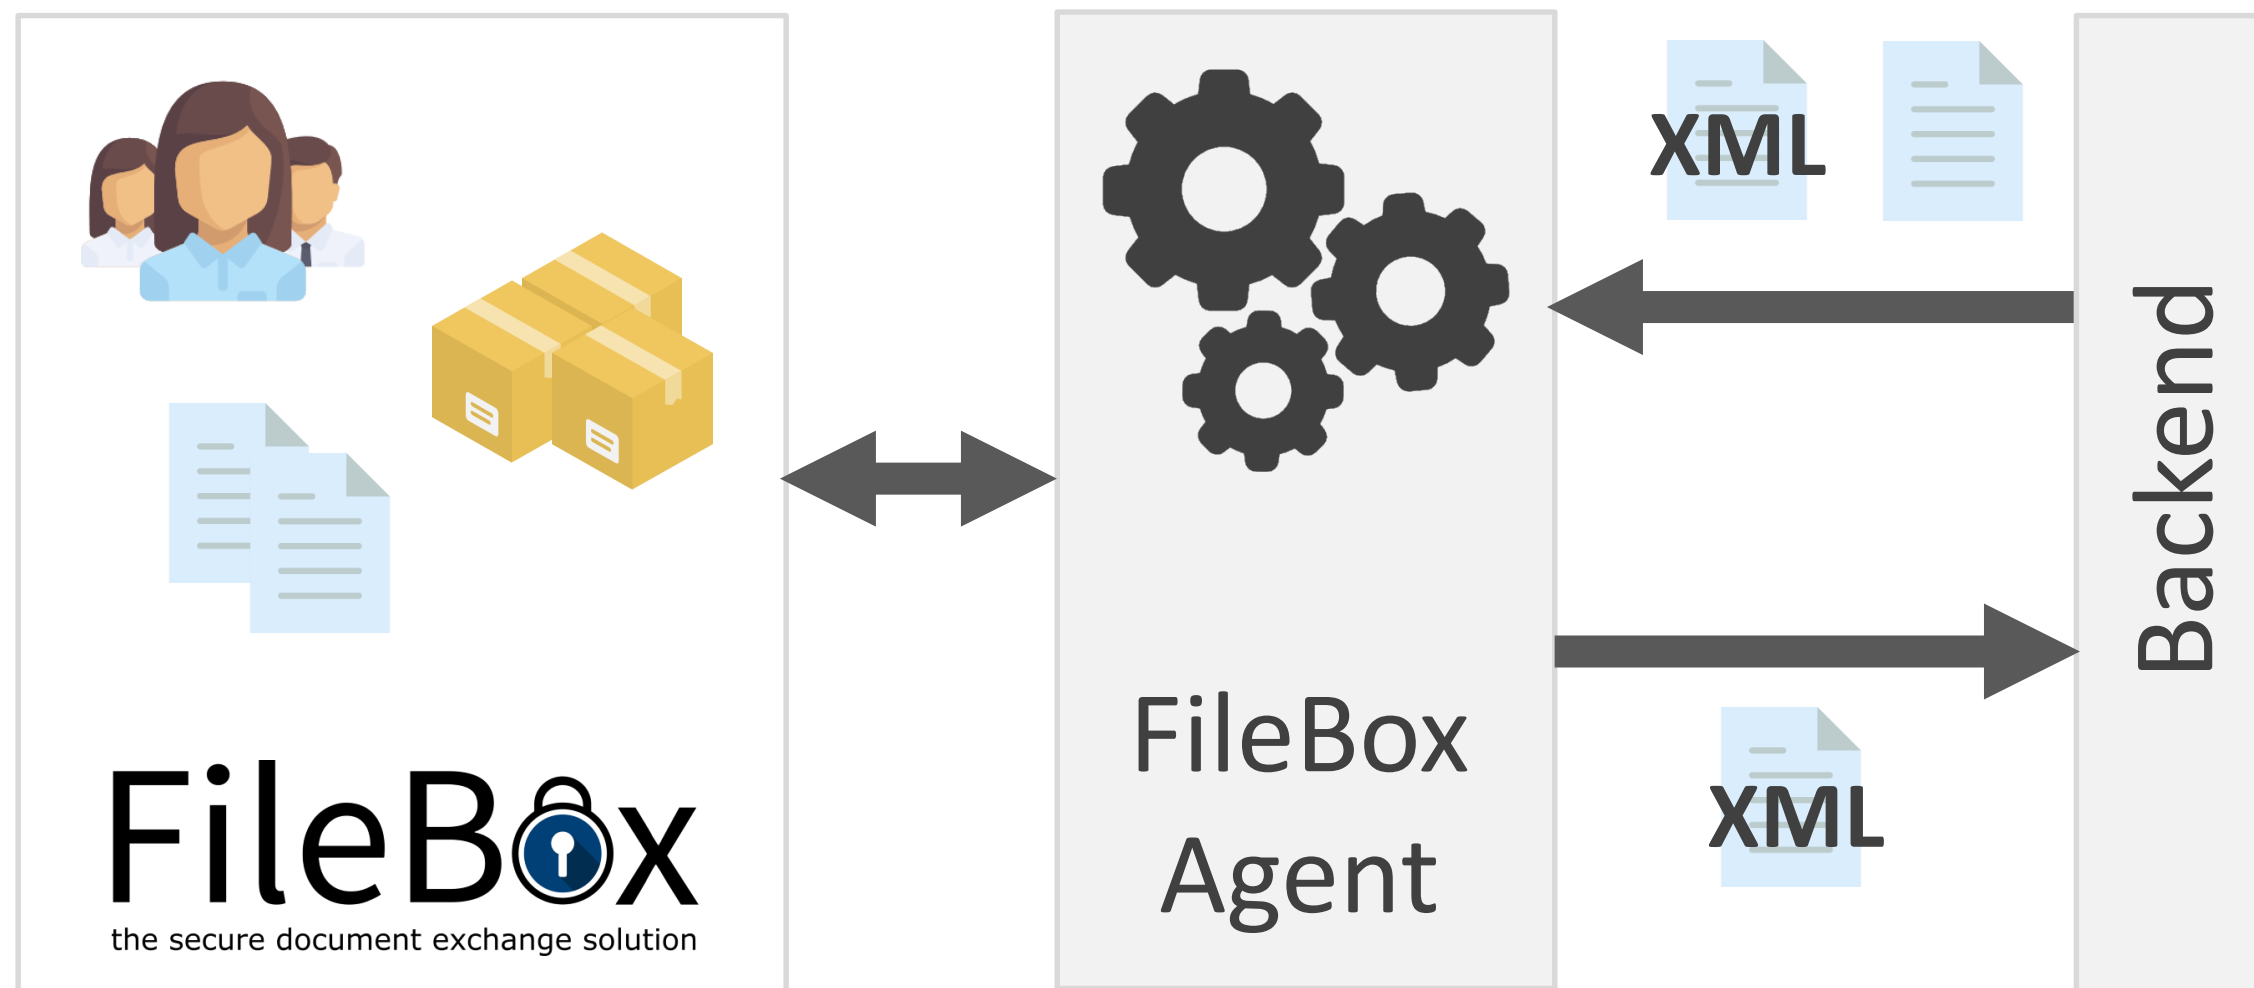 FileBox
the secure document exchange solution
FileBox
Agent
XML
XML
Backend